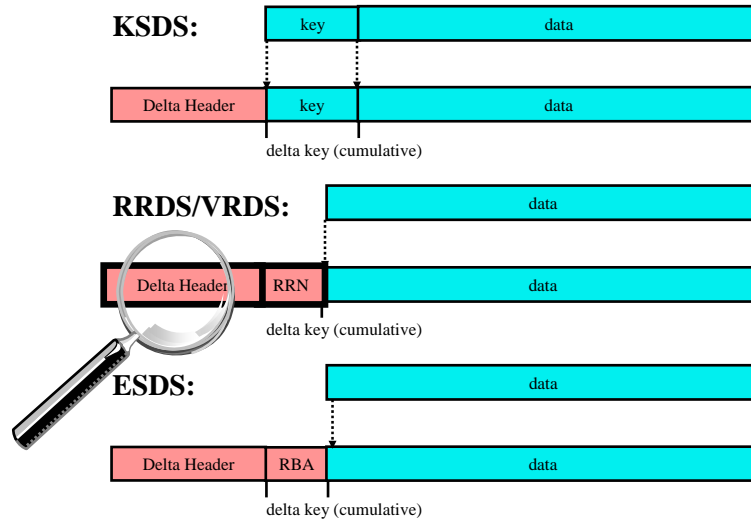 KSDS: key data
Delta Header key data
delta key (cumulative)
RRDS/VRDS: data
Delta Header RRN data
delta key (cumulative)
ESDS: data
Delta Header RBA data
delta key (cumulative)